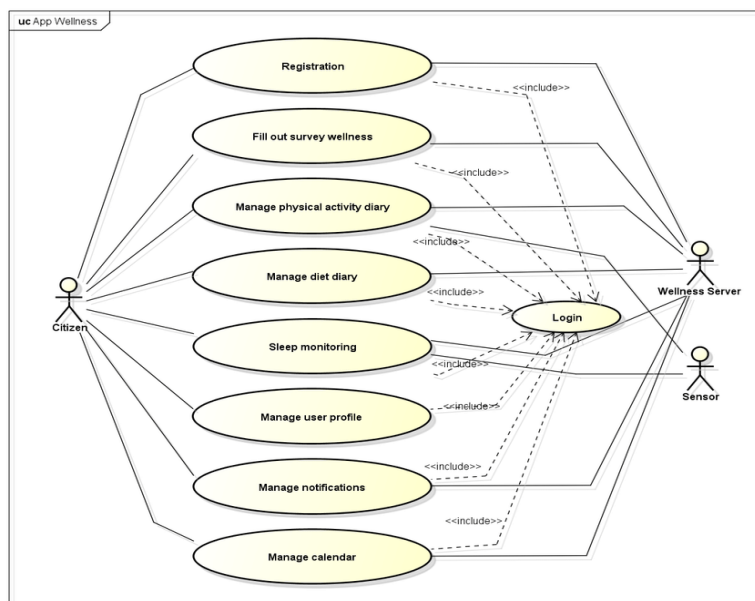 uc App Wellness
Registration
<<include>>
Fill out survey wellness
<<include>>
Manage physical activity diary
<<include>>
Manage diet diary
<<include>>
Citizen
Wellness Server
Login
Sleep monitoring
<<include>>
Sensor
Manage user profile
<<include>>
Manage notifications
<<include>>
Manage calendar
<<include>>